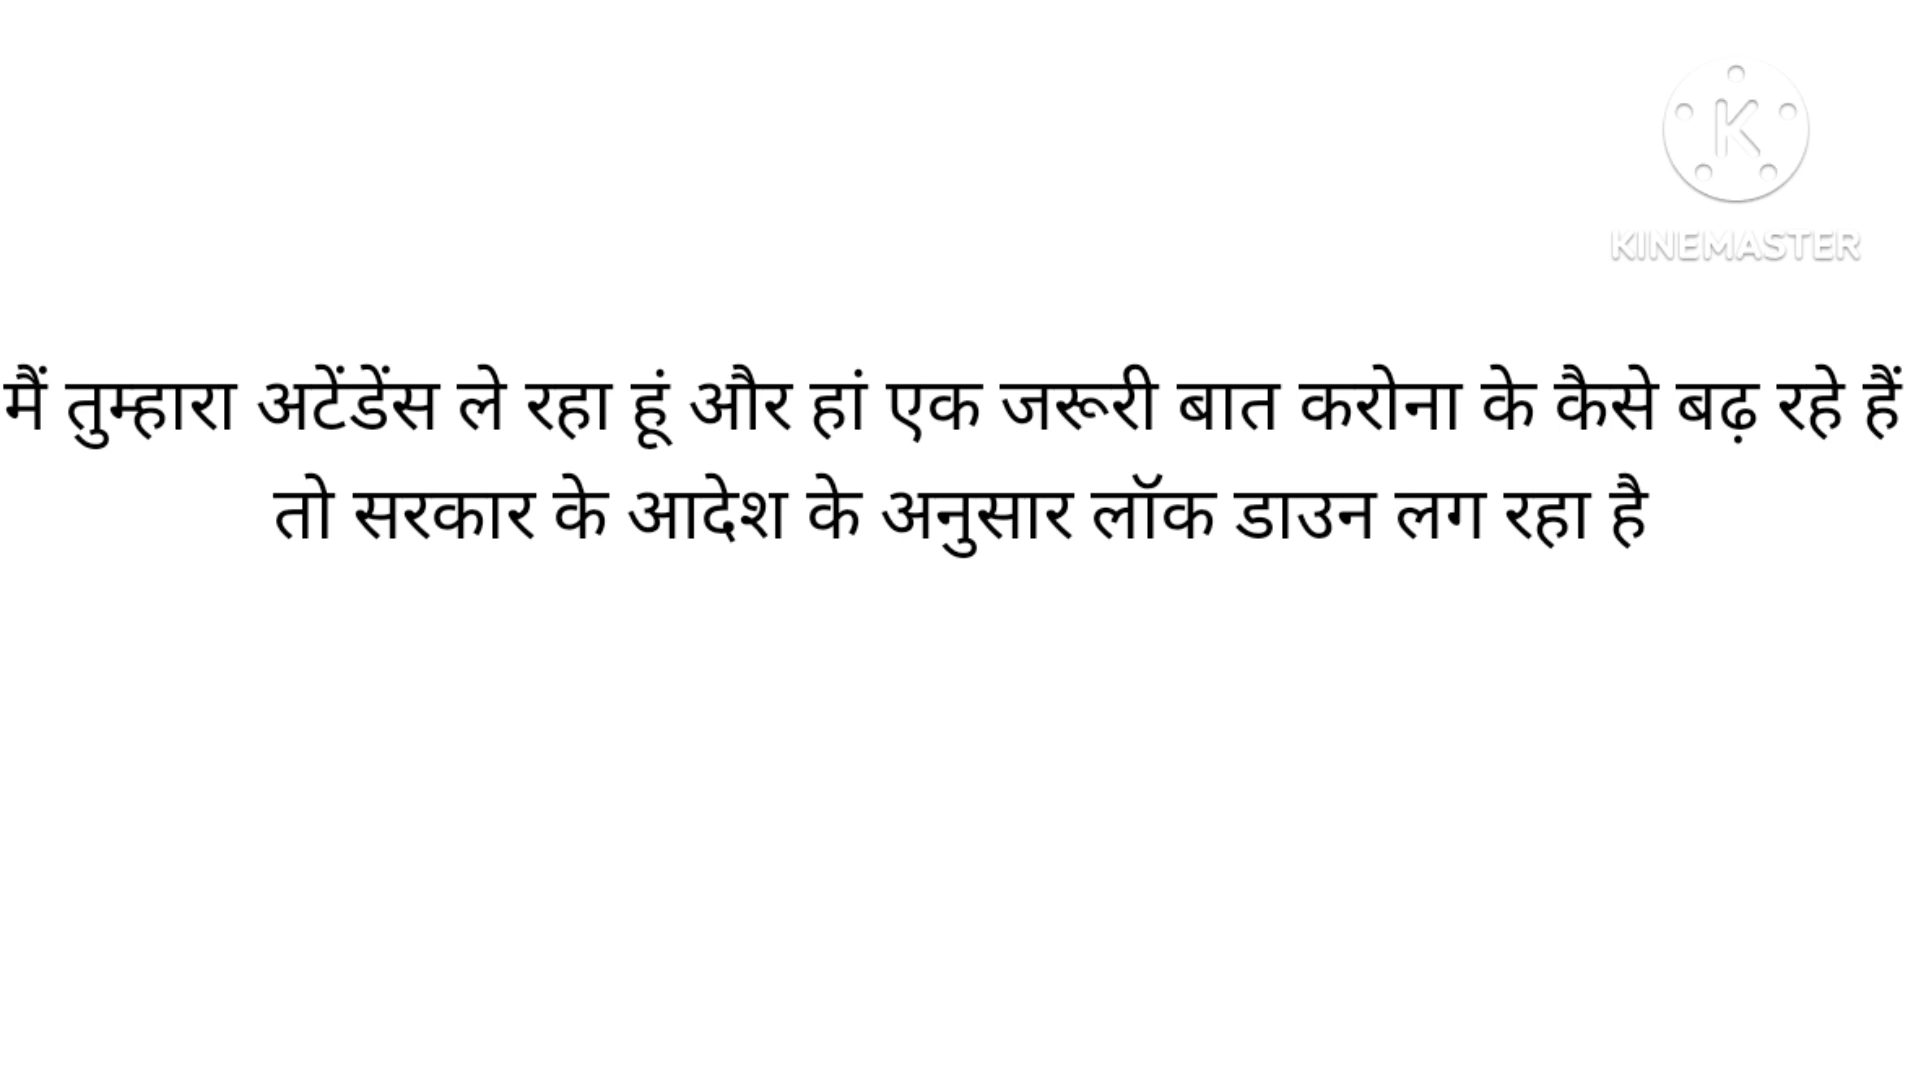 KINEMASTER
मैं तुम्हारा अटेंडेंस ले रहा हूं और हां एक जरूरी बात करोना के कैसे बढ़ रहे हैं
तो सरकार के आदेश के अनुसार लॉक डाउन लग रहा है